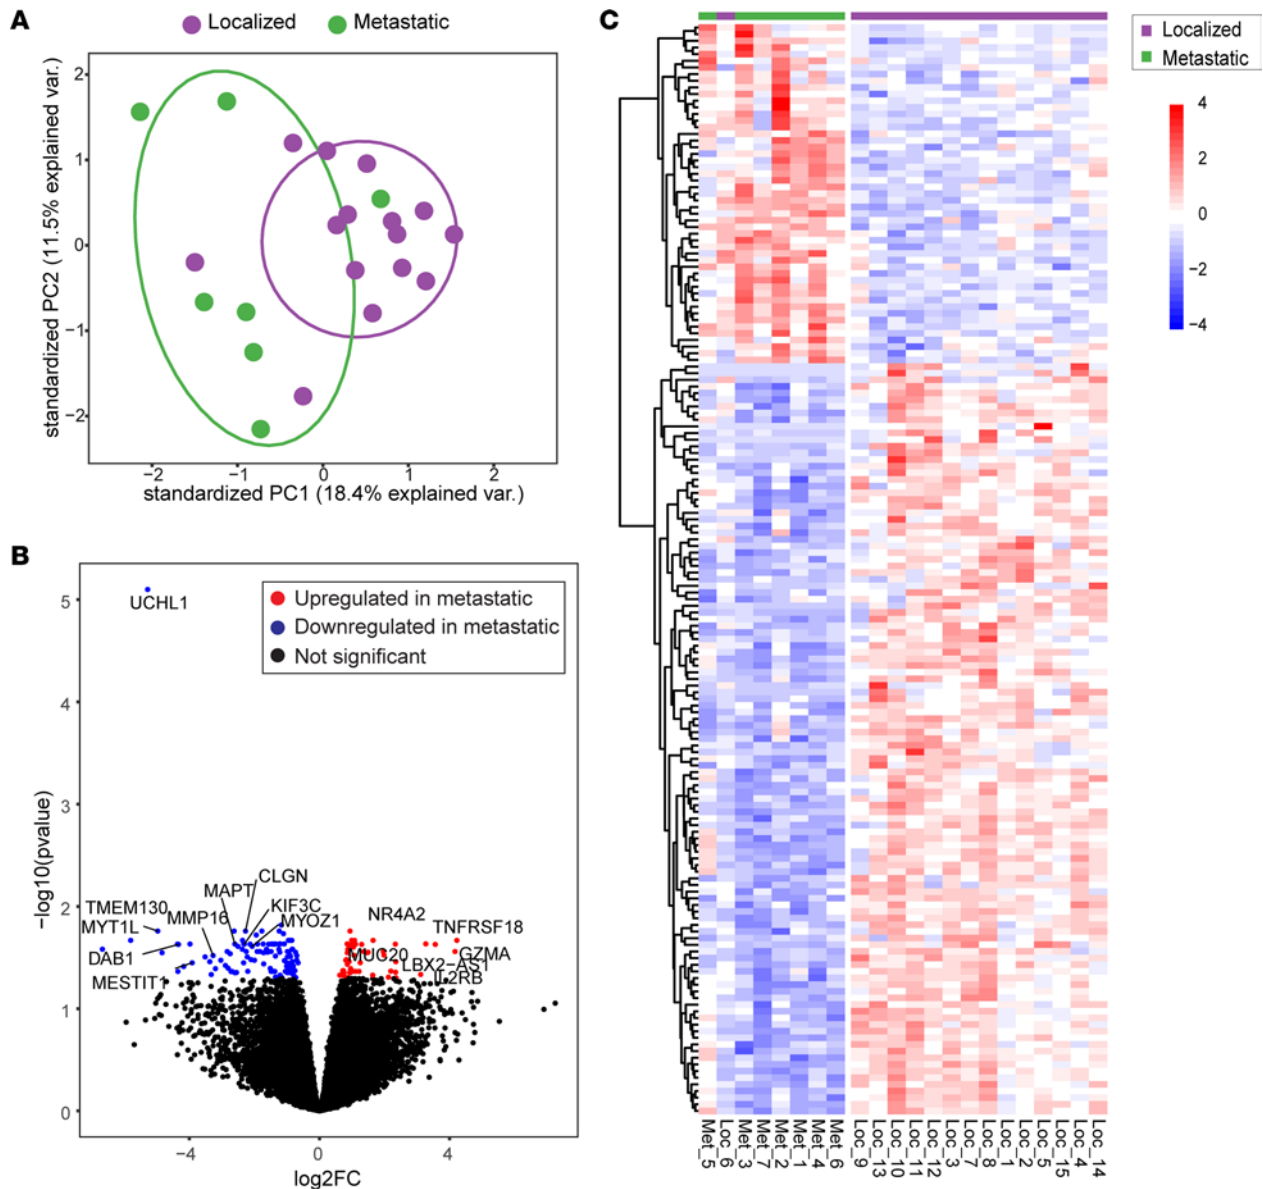 A
Localized
Metastatic
standardized PC2 (11.5% explained var.)
2
1
0
−1
−2
−2
−1
0
1
2
standardized PC1 (18.4% explained var.)
B
Upregulated in metastatic
Downregulated in metastatic
Not significant
UCHL1
CLGN
MAPT
KIF3C
TMEM130
MMP16
MYOZ1
MYT1L
DAB1
MESTIT1
NR4A2
TNFRSF18
MUC20
GZMA
LBX2−AS1
IL2RB
−log10(pvalue)
5
4
3
2
1
0
−4
0
4
log2FC
C
Localized
Metastatic
4
2
0
−2
−4
Met_5
Loc_6
Met_3
Met_7
Met_2
Met_1
Met_4
Met_6
Loc_9
Loc_13
Loc_10
Loc_11
Loc_12
Loc_3
Loc_7
Loc_8
Loc_1
Loc_2
Loc_5
Loc_15
Loc_4
Loc_14